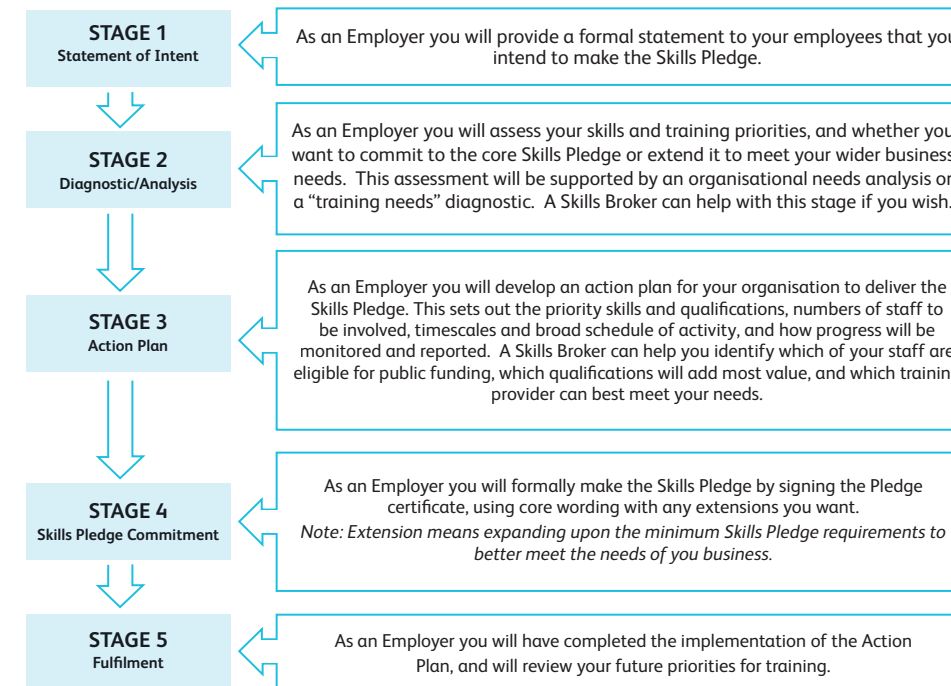 STAGE 1
Statement of Intent
As an Employer you will provide a formal statement to your employees that you
intend to make the Skills Pledge.
STAGE 2
Diagnostic/Analysis
As an Employer you will assess your skills and training priorities, and whether you
want to commit to the core Skills Pledge or extend it to meet your wider business
needs. This assessment will be supported by an organisational needs analysis or
a “training needs” diagnostic. A Skills Broker can help with this stage if you wish.
STAGE 3
Action Plan
As an Employer you will develop an action plan for your organisation to deliver the
Skills Pledge. This sets out the priority skills and qualifications, numbers of staff to
be involved, timescales and broad schedule of activity, and how progress will be
monitored and reported. A Skills Broker can help you identify which of your staff are
eligible for public funding, which qualifications will add most value, and which trainin
provider can best meet your needs.
STAGE 4
Skills Pledge Commitment
As an Employer you will formally make the Skills Pledge by signing the Pledge
certificate, using core wording with any extensions you want.
Note: Extension means expanding upon the minimum Skills Pledge requirements to
better meet the needs of you business.
STAGE 5
Fulfilment
As an Employer you will have completed the implementation of the Action
Plan, and will review your future priorities for training.